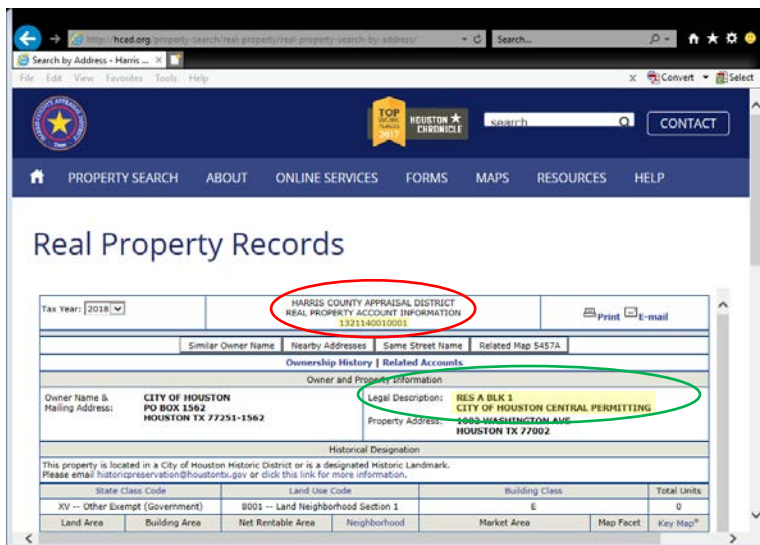 http://hcad.org/property-search/real-property/real-property-search-by-address/
Search...
Search by Address - Harris ...
File Edit View Favorites Tools Help
x Convert Select
TOP WORK PLACES 2017
HOUSTON CHRONICLE
search
CONTACT
PROPERTY SEARCH ABOUT ONLINE SERVICES FORMS MAPS RESOURCES HELP
Real Property Records
Tax Year: 2018
HARRIS COUNTY APPRAISAL DISTRICT
REAL PROPERTY ACCOUNT INFORMATION
1321140010001
Print E-mail
Similar Owner Name Nearby Addresses Same Street Name Related Map 5457A
Ownership History | Related Accounts
Owner and Property Information
Owner Name & Mailing Address:
CITY OF HOUSTON
PO BOX 1562
HOUSTON TX 77251-1562
Legal Description: RES A BLK 1
CITY OF HOUSTON CENTRAL PERMITTING
Property Address: 1002 WASHINGTON AVE
HOUSTON TX 77002
Historical Designation
This property is located in a City of Houston Historic District or is a designated Historic Landmark.
Please email historicpreservation@houstontx.gov or click this link for more information.
State Class Code Land Use Code Building Class Total Units
XV -- Other Exempt (Government) 8001 -- Land Neighborhood Section 1 E 0
Land Area Building Area Net Rentable Area Neighborhood Market Area Map Facet Key Map®